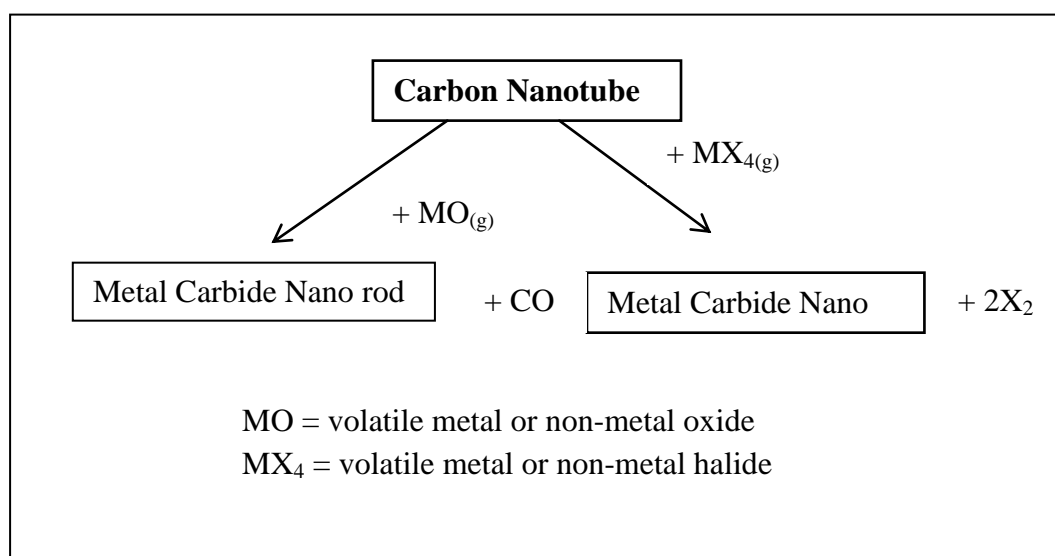 Carbon Nanotube
+ MX₄(g)
+ MO(g)
Metal Carbide Nano rod + CO Metal Carbide Nano + 2X₂
MO = volatile metal or non-metal oxide
MX₄ = volatile metal or non-metal halide